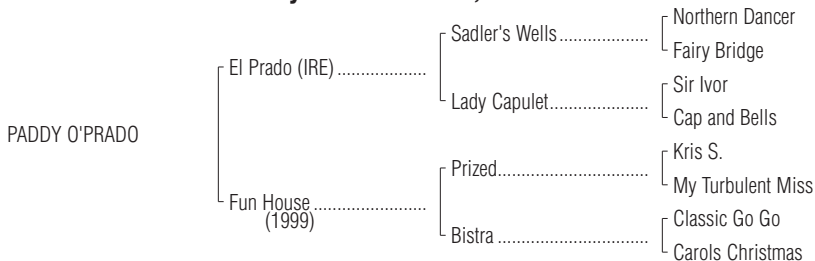 Northern Dancer
Sadler's Wells
Fairy Bridge
El Prado (IRE)
Sir Ivor
Lady Capulet
Cap and Bells
PADDY O'PRADO
Kris S.
Prized
My Turbulent Miss
Fun House
(1999)
Classic Go Go
Bistra
Carols Christmas